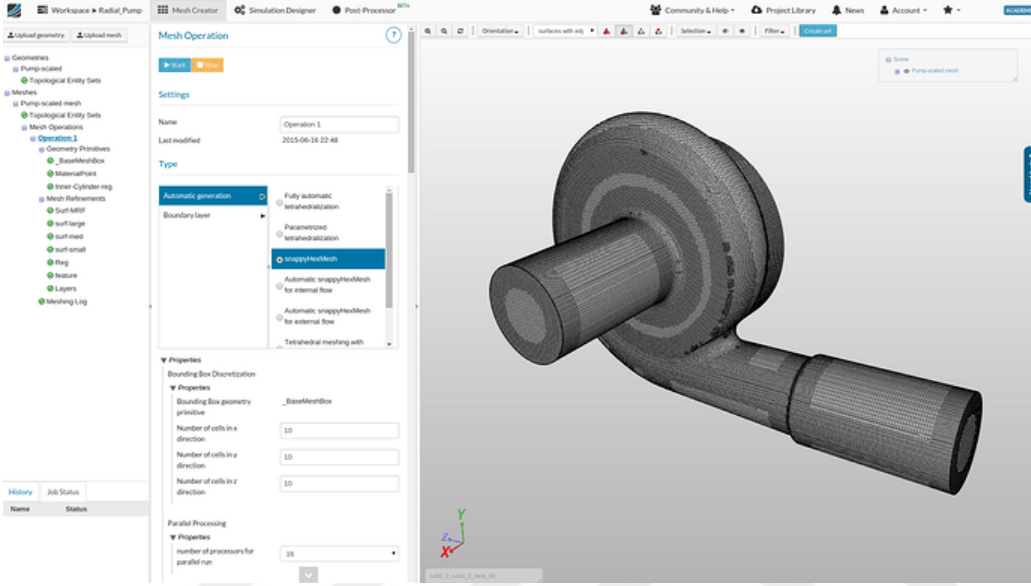 Workspace ▸ Radial_Pump
Mesh Creator
Simulation Designer
Post-Processor BETA
Community & Help
Project Library
News
Account
ACADEMI
Upload geometry
Upload mesh
Geometries
Pump-scaled
Topological Entity Sets
Meshes
Pump-scaled mesh
Topological Entity Sets
Mesh Operations
Operation 1
Geometry Primitives
_BaseMeshBox
MaterialPoint
Inner-Cylinder-reg
Mesh Refinements
Surf-MRF
surf-large
surf-med
surf-small
Reg
feature
Layers
Meshing Log
History
Job Status
Name Status
Mesh Operation
?
Start
Stop
Settings
Name
Operation 1
Last modified
2015-06-16 22:48
Type
Automatic generation
Boundary layer
Fully automatic
tetrahedralization
Parametrized
tetrahedralization
snappyHexMesh
Automatic snappyHexMesh
for internal flow
Automatic snappyHexMesh
for external flow
Tetrahedral meshing with
Properties
Bounding Box Discretization
Properties
Bounding Box geometry
primitive
_BaseMeshBox
Number of cells in x
direction
10
Number of cells in y
direction
10
Number of cells in z
direction
10
Parallel Processing
Properties
number of processors for
parallel run
16
Orientation
surfaces with edg
Selection
Filter
Create set
Scene
Pump-scaled mesh
Y
Z
X